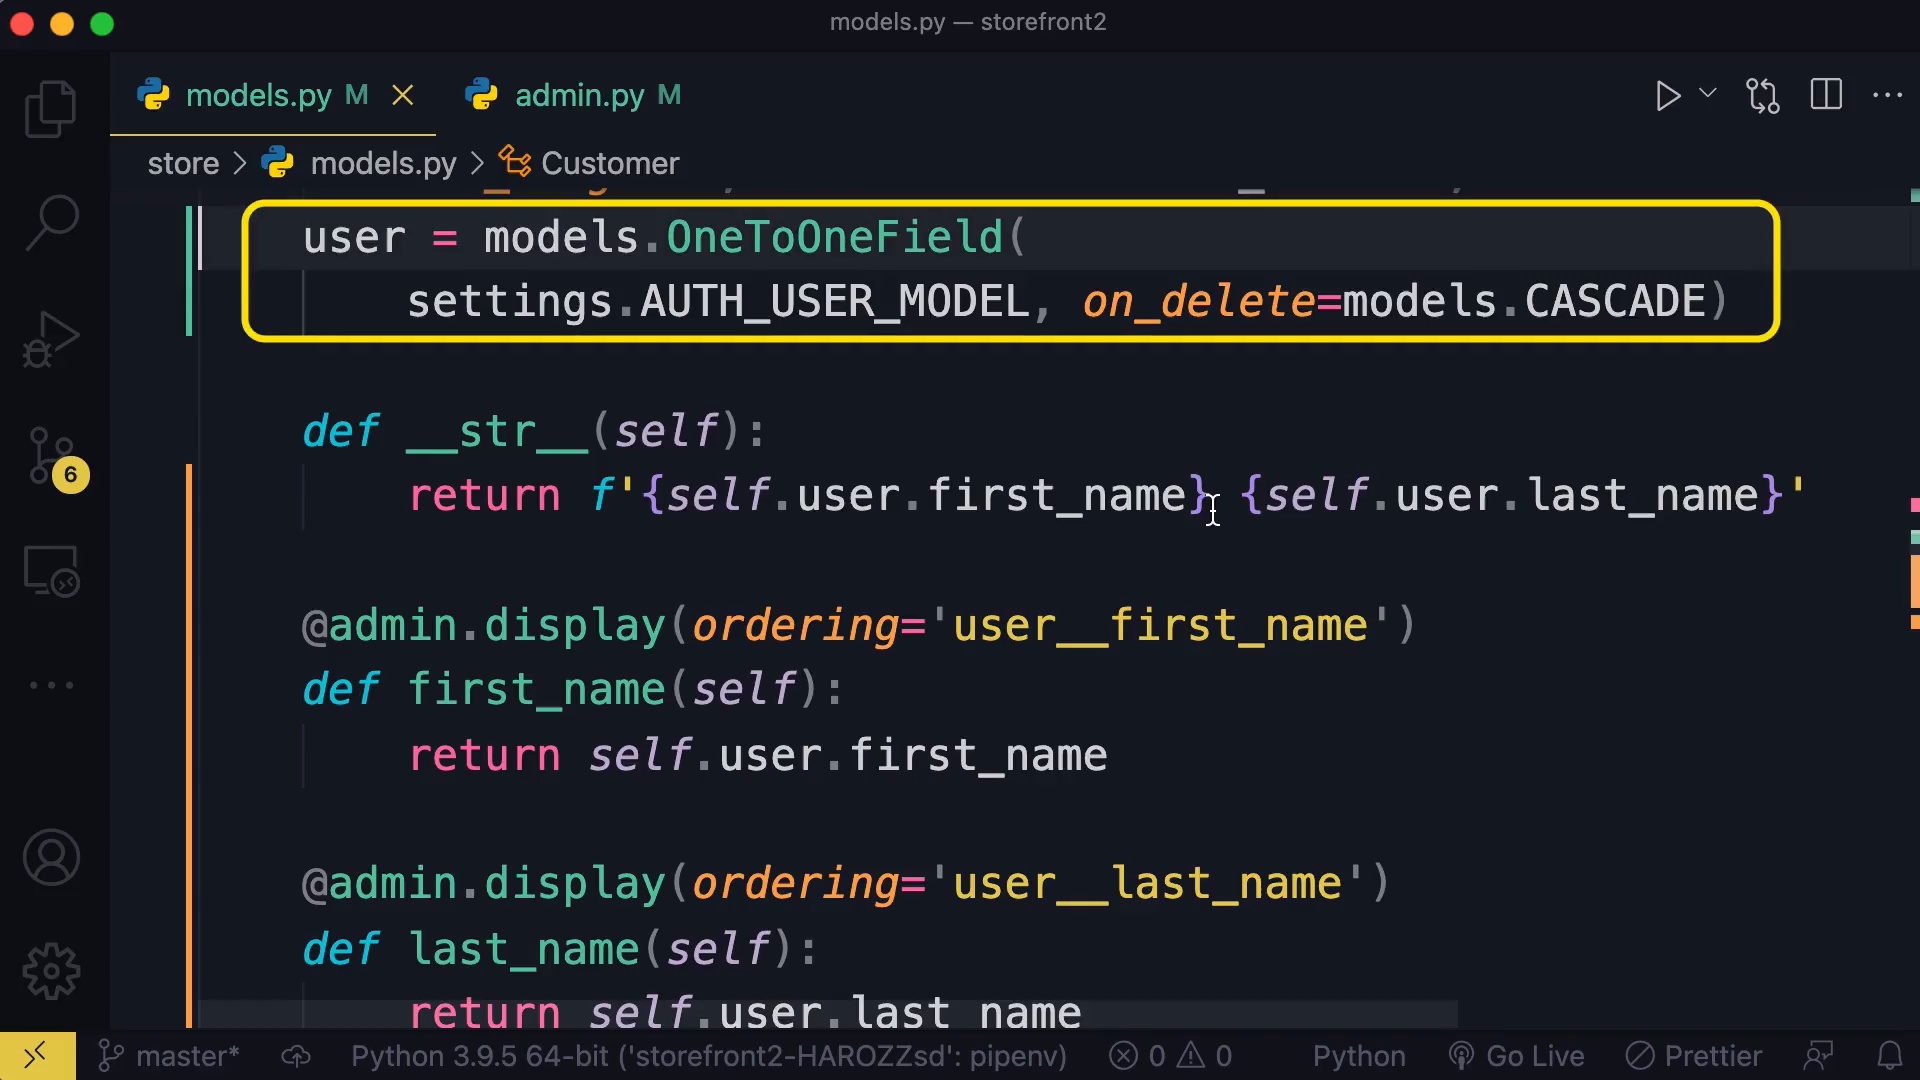 models.py — storefront2
models.py M admin.py M
store > models.py > Customer
user = models.OneToOneField(
settings.AUTH_USER_MODEL, on_delete=models.CASCADE)
def __str__(self):
return f'{self.user.first_name} {self.user.last_name}'
@admin.display(ordering='user__first_name')
def first_name(self):
return self.user.first_name
@admin.display(ordering='user__last_name')
def last_name(self):
return self.user.last_name
6
master* Python 3.9.5 64-bit ('storefront2-HAROZZsd': pipenv) 0 0 Python Go Live Prettier